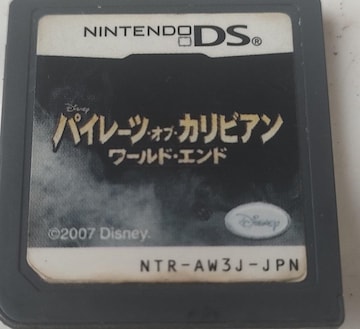 NINTENDO DS®
Disney
パイレーツ・オブ・カリビアン
ワールド・エンド
©2007 Disney.
Disney
NTR-AW3J-JPN